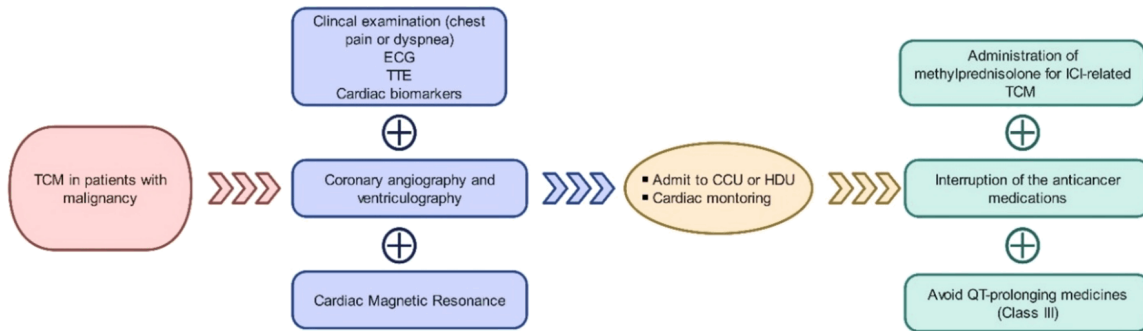 TCM in patients with
malignancy
Clincal examination (chest
pain or dyspnea)
ECG
TTE
Cardiac biomarkers
Coronary angiography and
ventriculography
Cardiac Magnetic Resonance
▪ Admit to CCU or HDU
▪ Cardiac montoring
Administration of
methylprednisolone for ICI-related
TCM
Interruption of the anticancer
medications
Avoid QT-prolonging medicines
(Class III)